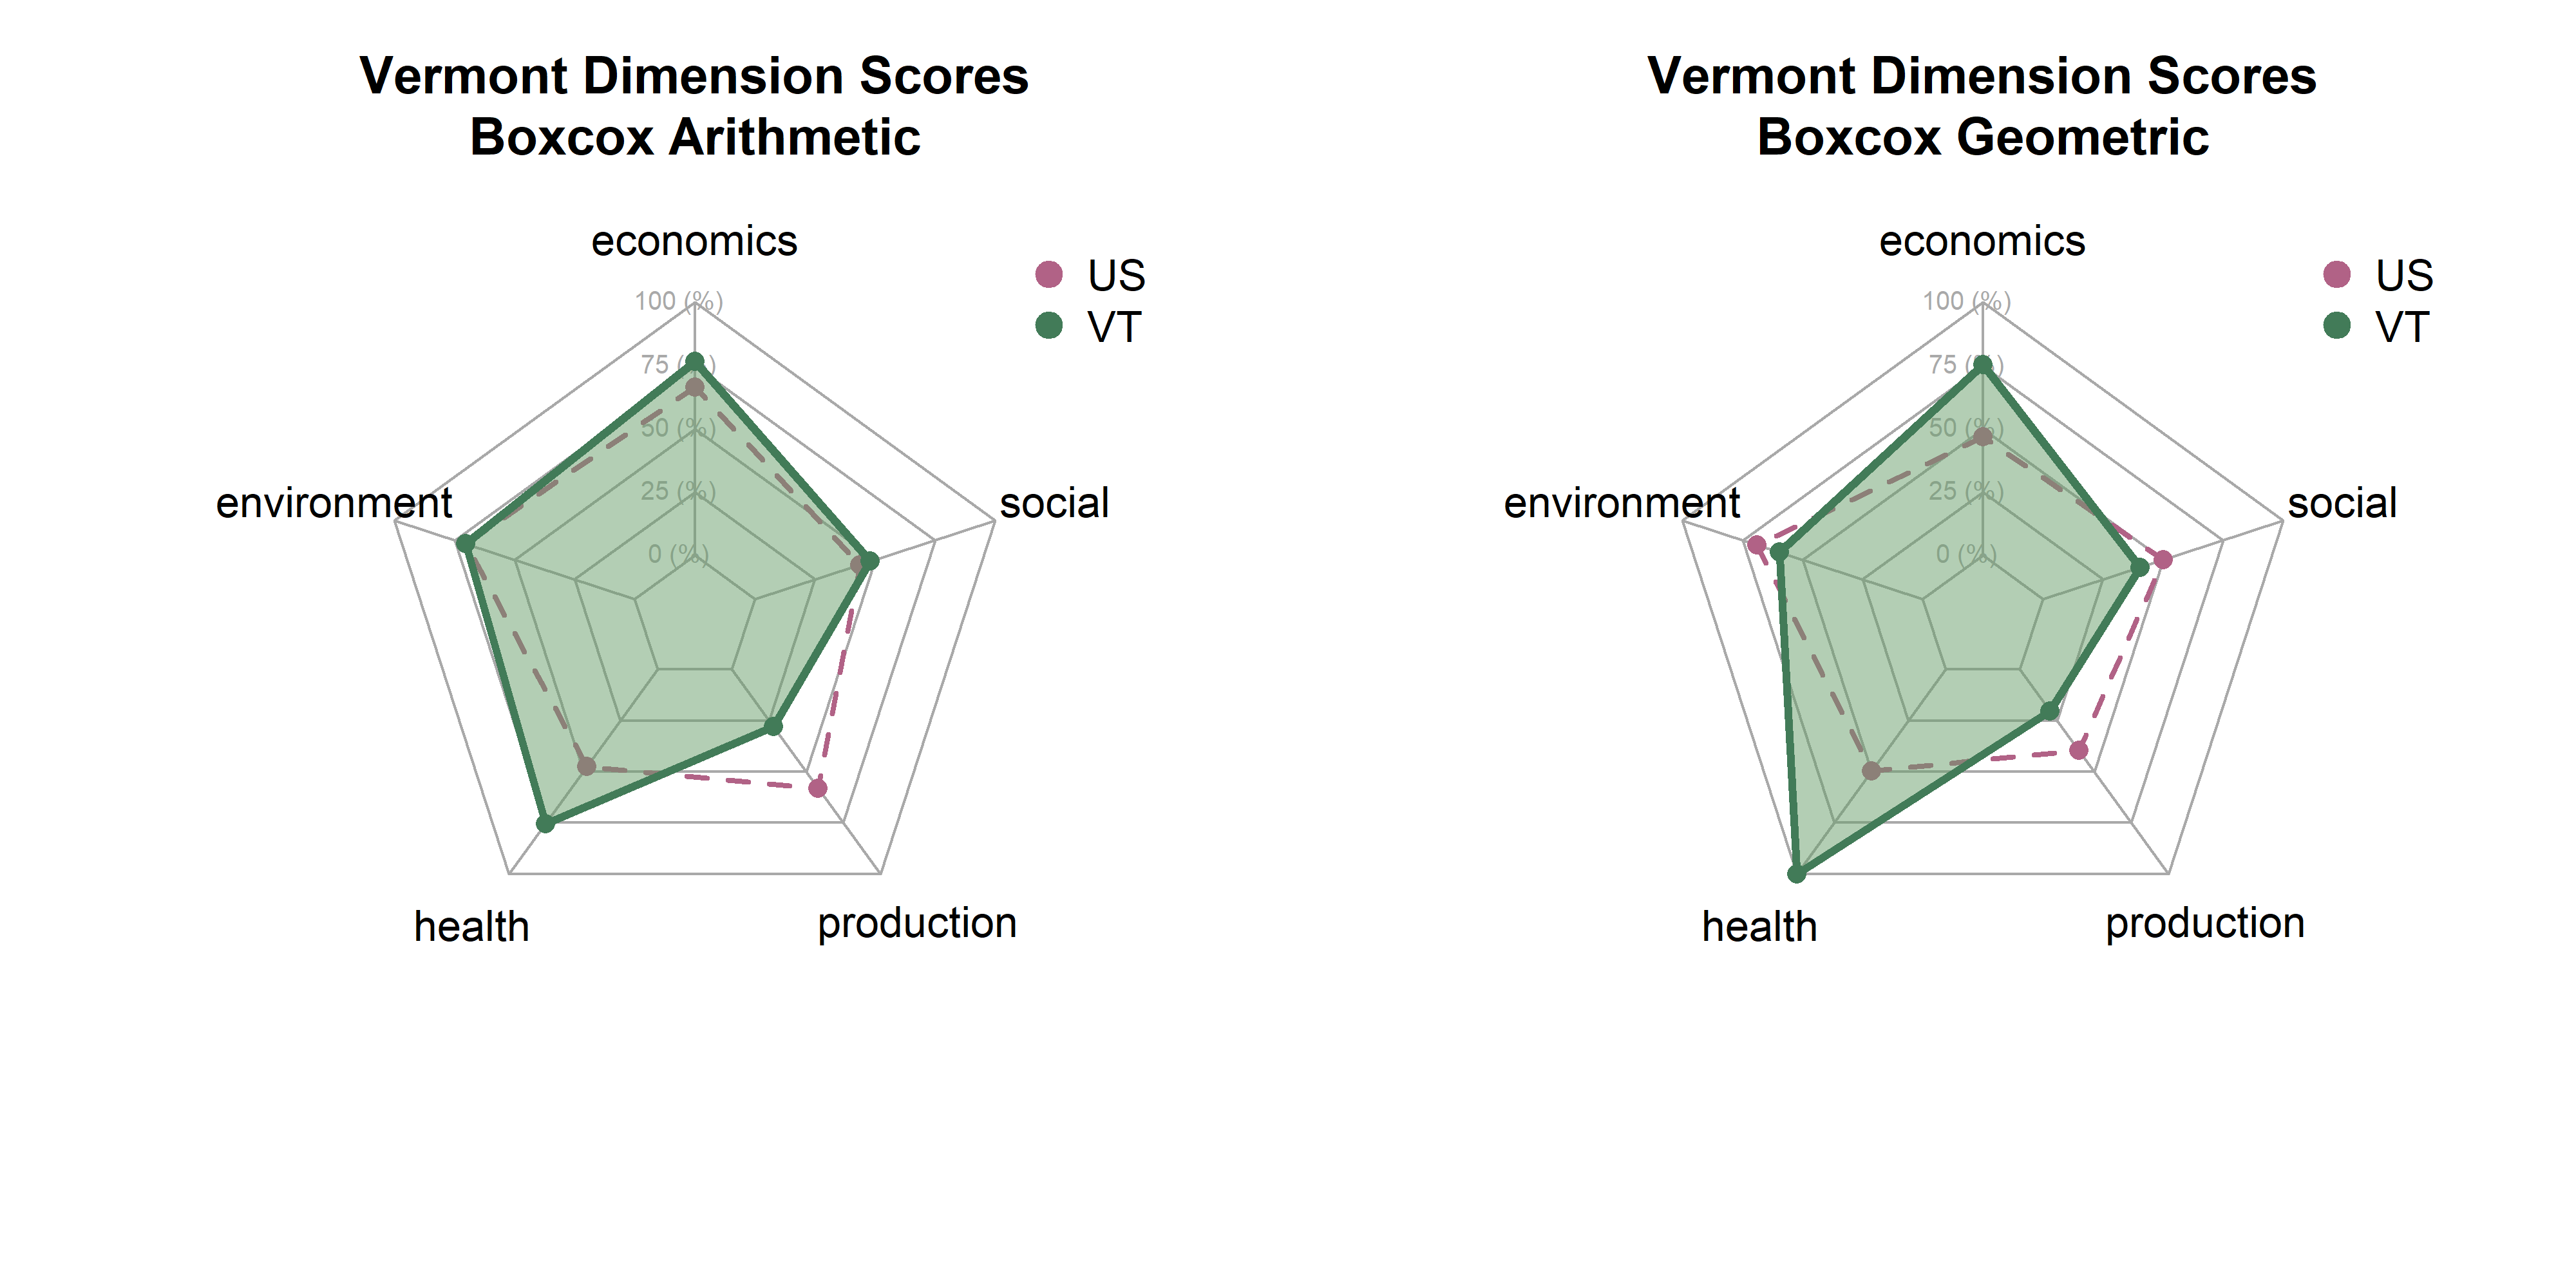 Vermont Dimension Scores
Boxcox Arithmetic
economics
US
VT
100 (%)
75 (%)
50 (%)
25 (%)
0 (%)
environment
social
health
production
Vermont Dimension Scores
Boxcox Geometric
economics
US
VT
100 (%)
75 (%)
50 (%)
25 (%)
0 (%)
environment
social
health
production